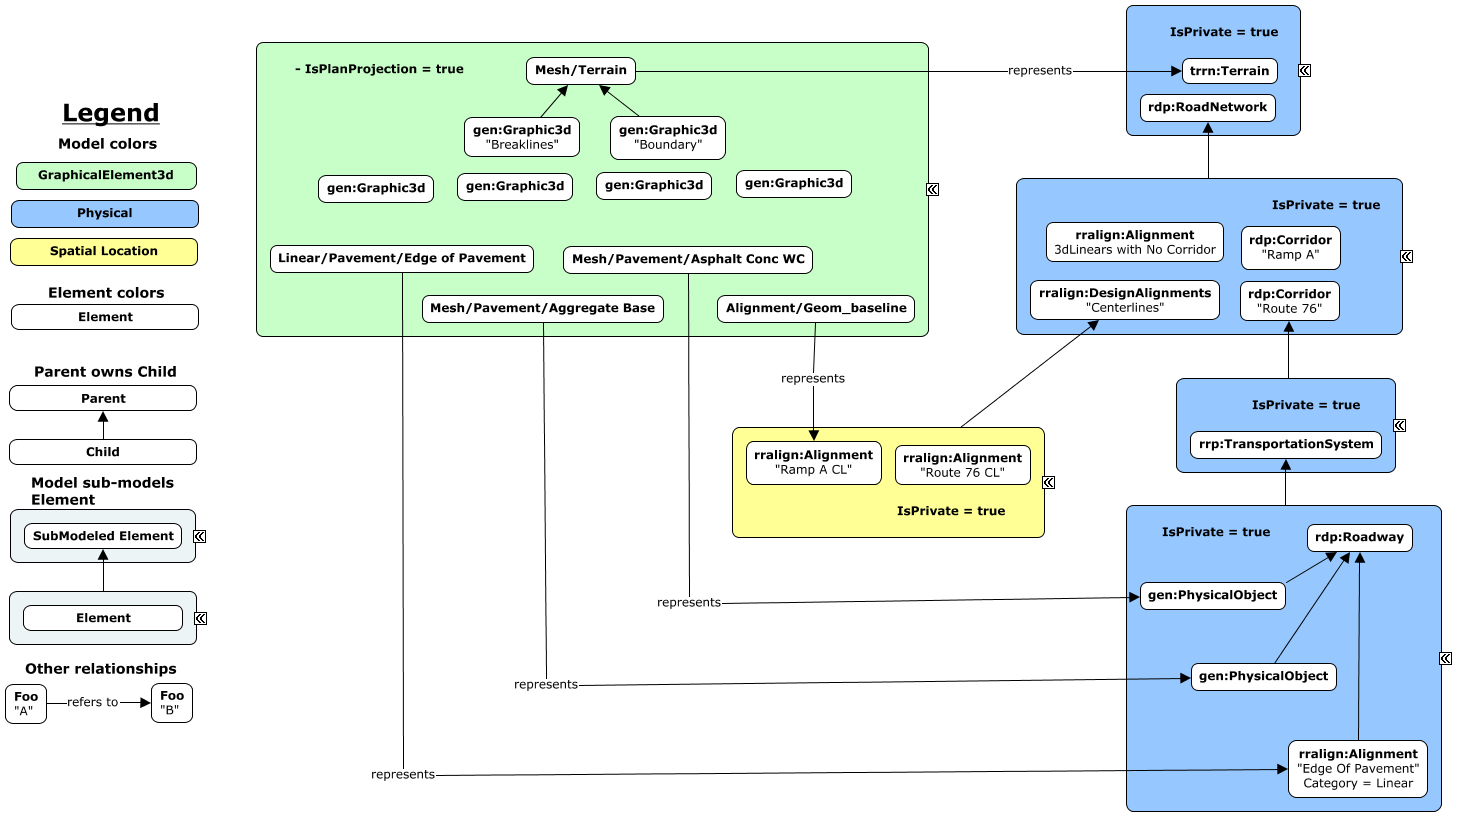 Legend
Model colors
GraphicalElement3d
Physical
Spatial Location
Element colors
Element
Parent owns Child
Parent
Child
Model sub-models
Element
SubModeled Element
Element
Other relationships
Foo
"A"
refers to
Foo
"B"
- IsPlanProjection = true
Mesh/Terrain
gen:Graphic3d
"Breaklines"
gen:Graphic3d
"Boundary"
gen:Graphic3d
gen:Graphic3d
gen:Graphic3d
gen:Graphic3d
Linear/Pavement/Edge of Pavement
Mesh/Pavement/Asphalt Conc WC
Mesh/Pavement/Aggregate Base
Alignment/Geom_baseline
represents
IsPrivate = true
trrn:Terrain
rdp:RoadNetwork
IsPrivate = true
rralign:Alignment
3dLinears with No Corridor
rdp:Corridor
"Ramp A"
rralign:DesignAlignments
"Centerlines"
rdp:Corridor
"Route 76"
represents
rralign:Alignment
"Ramp A CL"
rralign:Alignment
"Route 76 CL"
IsPrivate = true
IsPrivate = true
rrp:TransportationSystem
IsPrivate = true
rdp:Roadway
represents
gen:PhysicalObject
represents
gen:PhysicalObject
represents
rralign:Alignment
"Edge Of Pavement"
Category = Linear